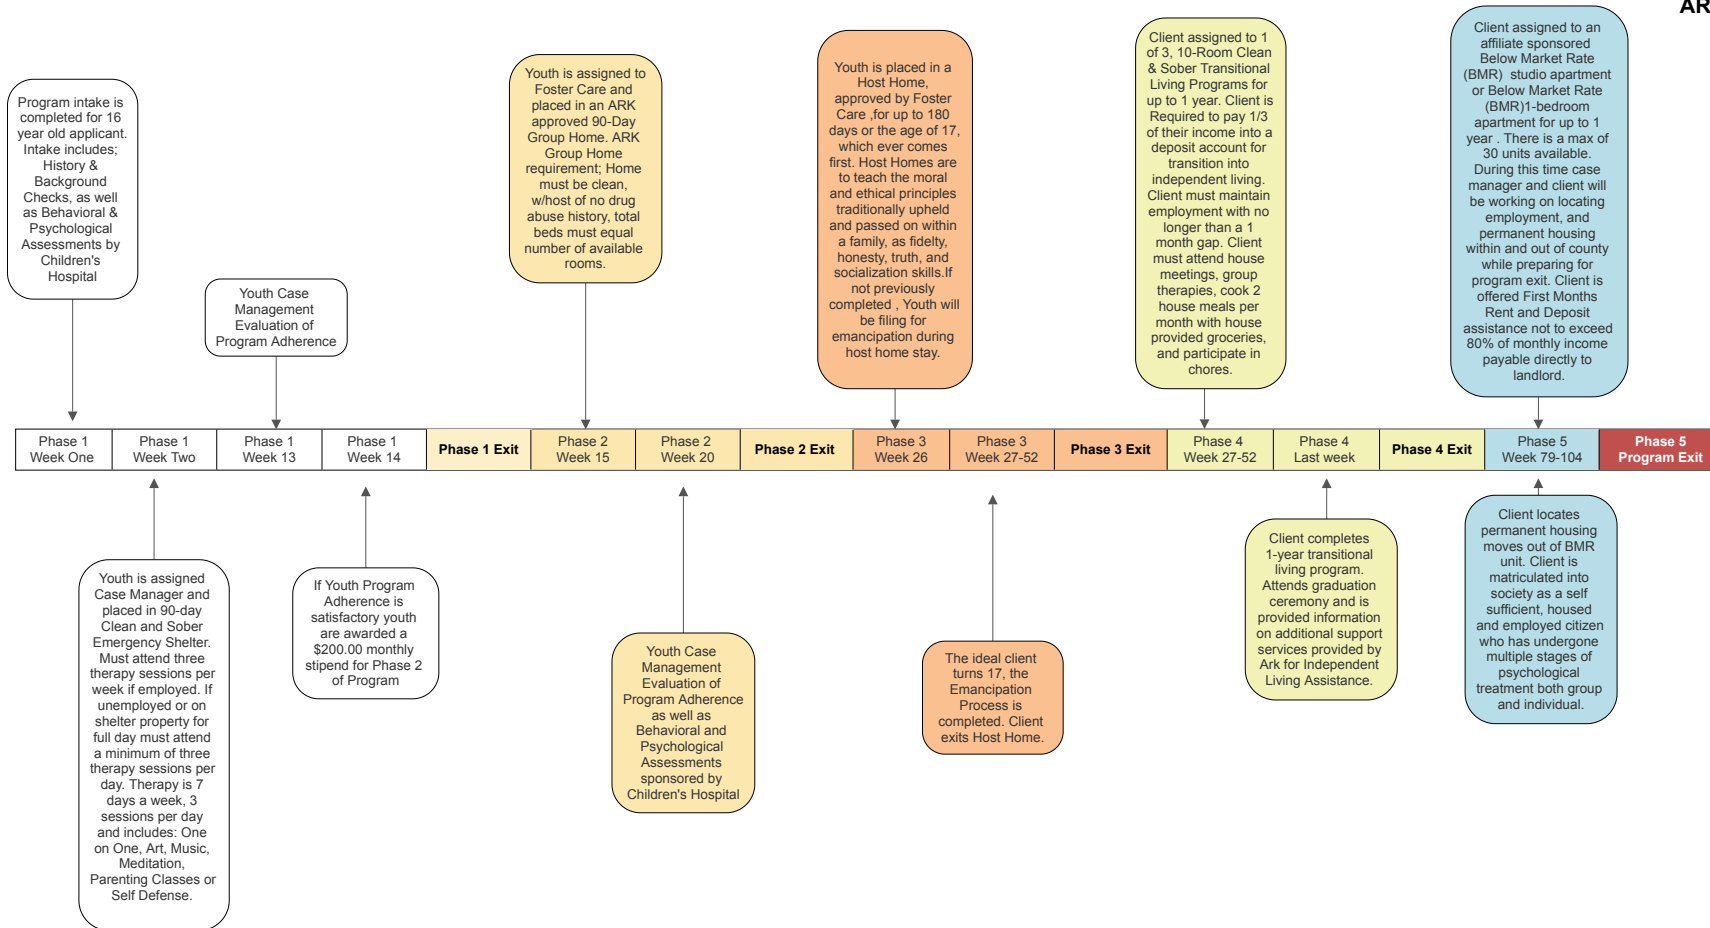 AR
Program intake is
completed for 16
year old applicant.
Intake includes;
History &
Background
Checks, as well
as Behavioral &
Psychological
Assessments by
Children's
Hospital
Youth Case
Management
Evaluation of
Program Adherence
Youth is assigned to
Foster Care and
placed in an ARK
approved 90-Day
Group Home. ARK
Group Home
requirement; Home
must be clean,
w/host of no drug
abuse history, total
beds must equal
number of available
rooms.
Youth is placed in a
Host Home,
approved by Foster
Care ,for up to 180
days or the age of 17,
which ever comes
first. Host Homes are
to teach the moral
and ethical principles
traditionally upheld
and passed on within
a family, as fidelty,
honesty, truth, and
socialization skills.If
not previously
completed , Youth will
be filing for
emancipation during
host home stay.
Client assigned to 1
of 3, 10-Room Clean
& Sober Transitional
Living Programs for
up to 1 year. Client is
Required to pay 1/3
of their income into a
deposit account for
transition into
independent living.
Client must maintain
employment with no
longer than a 1
month gap. Client
must attend house
meetings, group
therapies, cook 2
house meals per
month with house
provided groceries,
and participate in
chores.
Client assigned to an
affiliate sponsored
Below Market Rate
(BMR) studio apartment
or Below Market Rate
(BMR)1-bedroom
apartment for up to 1
year . There is a max of
30 units available.
During this time case
manager and client will
be working on locating
employment, and
permanent housing
within and out of county
while preparing for
program exit. Client is
offered First Months
Rent and Deposit
assistance not to exceed
80% of monthly income
payable directly to
landlord.
Phase 1
Week One
Phase 1
Week Two
Phase 1
Week 13
Phase 1
Week 14
Phase 1 Exit
Phase 2
Week 15
Phase 2
Week 20
Phase 2 Exit
Phase 3
Week 26
Phase 3
Week 27-52
Phase 3 Exit
Phase 4
Week 27-52
Phase 4
Last week
Phase 4 Exit
Phase 5
Week 79-104
Phase 5
Program Exit
Youth is assigned
Case Manager and
placed in 90-day
Clean and Sober
Emergency Shelter.
Must attend three
therapy sessions per
week if employed. If
unemployed or on
shelter property for
full day must attend
a minimum of three
therapy sessions per
day. Therapy is 7
days a week, 3
sessions per day
and includes: One
on One, Art, Music,
Meditation,
Parenting Classes or
Self Defense.
If Youth Program
Adherence is
satisfactory youth
are awarded a
$200.00 monthly
stipend for Phase 2
of Program
Youth Case
Management
Evaluation of
Program Adherence
as well as
Behavioral and
Psychological
Assessments
sponsored by
Children's Hospital
The ideal client
turns 17, the
Emancipation
Process is
completed. Client
exits Host Home.
Client completes
1-year transitional
living program.
Attends graduation
ceremony and is
provided information
on additional support
services provided by
Ark for Independent
Living Assistance.
Client locates
permanent housing
moves out of BMR
unit. Client is
matriculated into
society as a self
sufficient, housed
and employed citizen
who has undergone
multiple stages of
psychological
treatment both group
and individual.